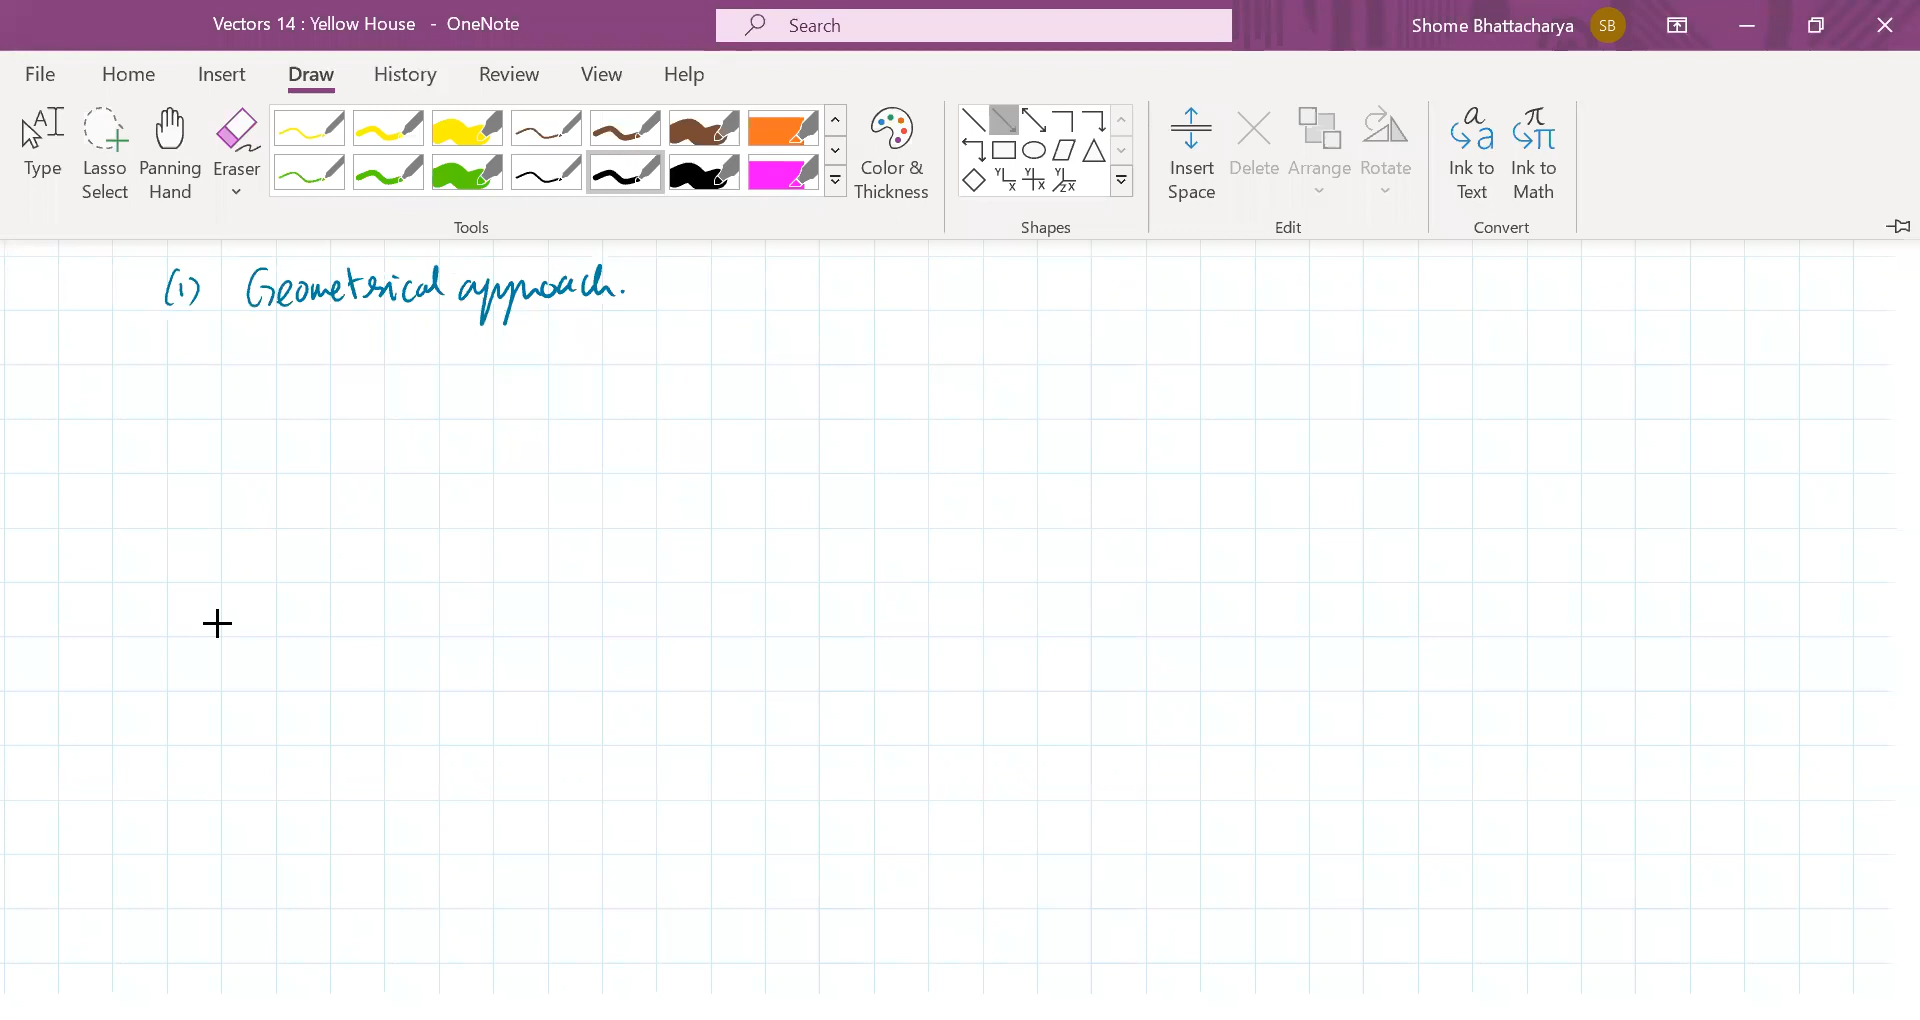 Vectors 14 : Yellow House - OneNote
Search
Shome Bhattacharya
SB
File Home Insert Draw History Review View Help
Type
Lasso Select
Panning Hand
Eraser
Color & Thickness
Insert Space
Delete
Arrange
Rotate
Ink to Text
Ink to Math
Tools
Shapes
Edit
Convert
(1) Geometrical approach.